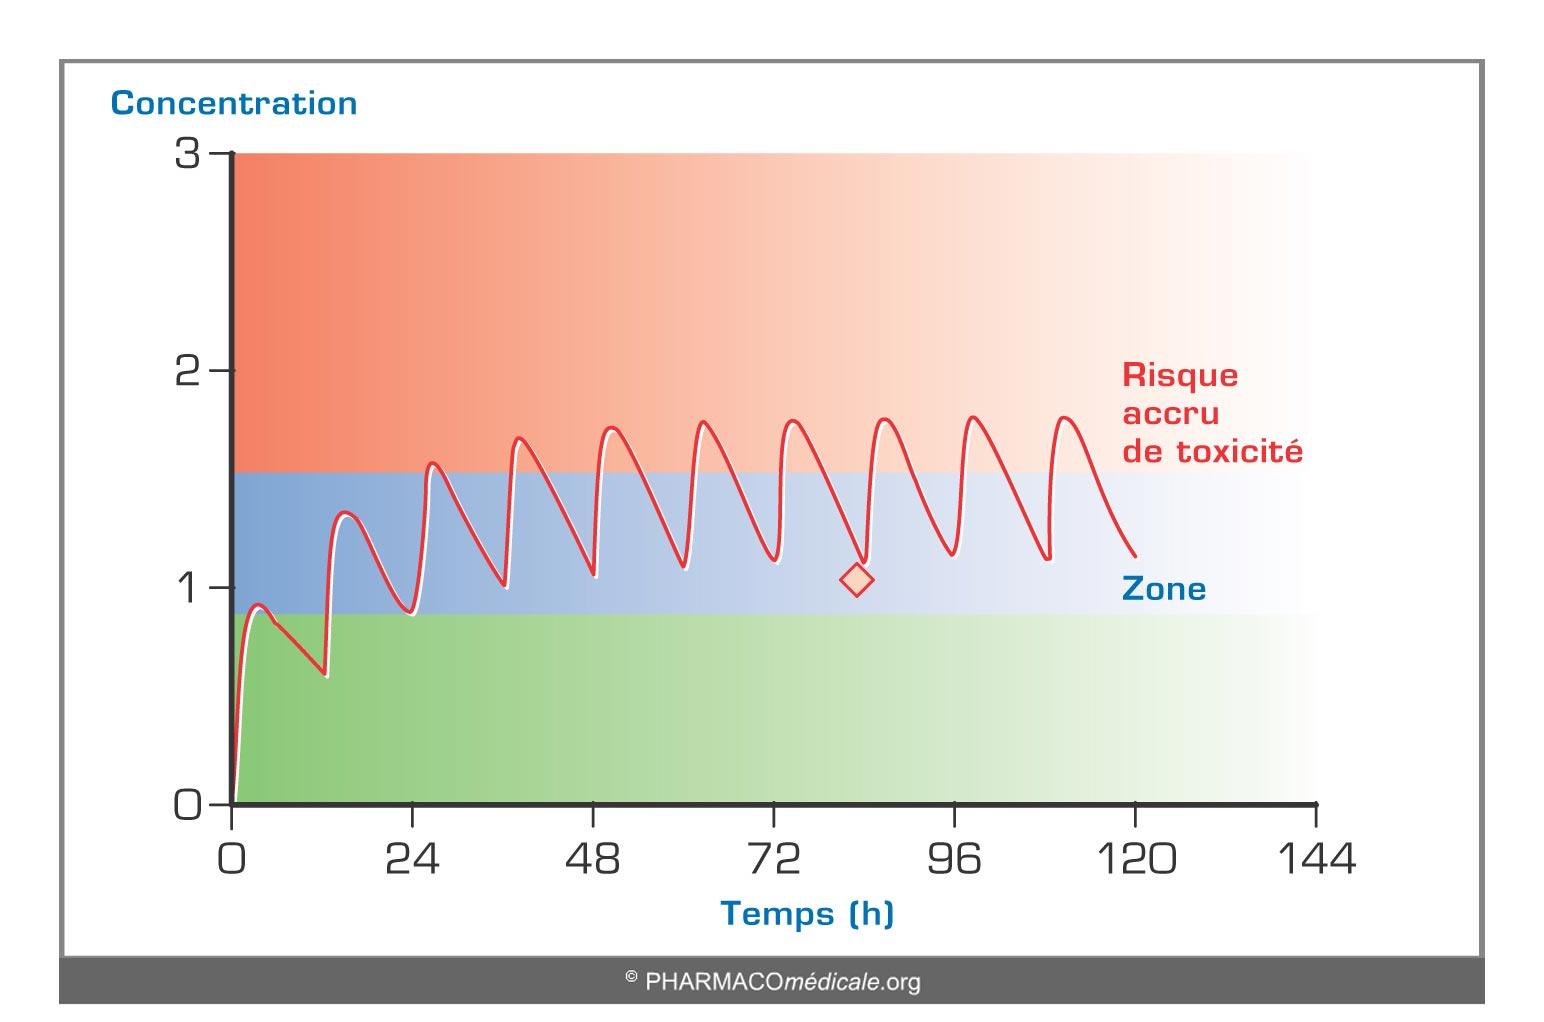 Concentration
3
2
1
0
Risque
accru
de toxicité
Zone
0 24 48 72 96 120 144
Temps (h)
© PHARMACOmédicale.org